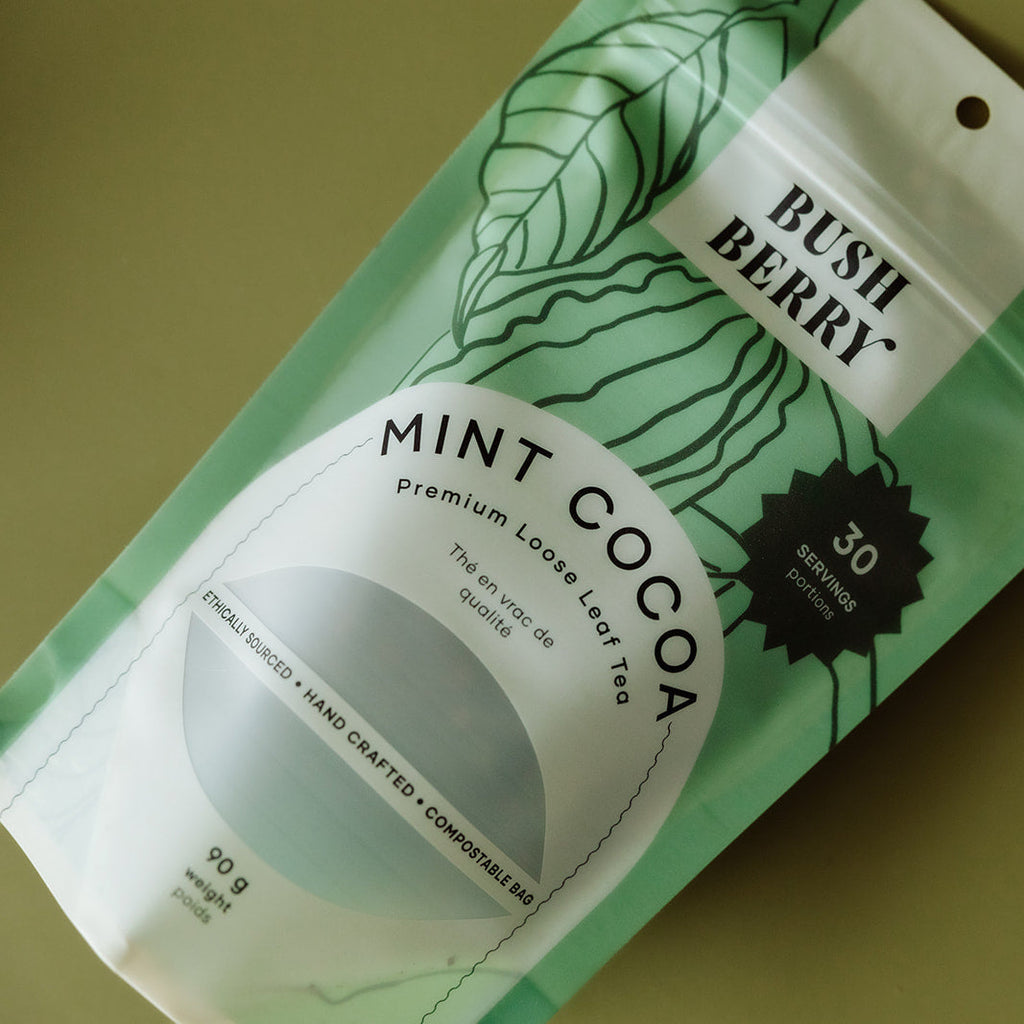 BUSH
BERRY
MINT COCOA
Premium Loose Leaf Tea
Thé en vrac de
qualité
30
SERVINGS
portions
ETHICALLY SOURCED • HAND CRAFTED • COMPOSTABLE BAG
90 g
weight
poids